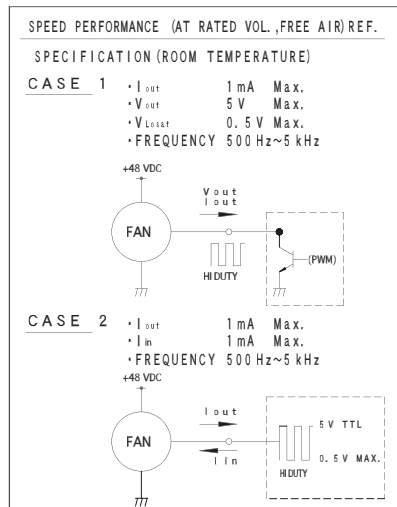 SPEED PERFORMANCE (AT RATED VOL.,FREE AIR) REF.
SPECIFICATION (ROOM TEMPERATURE)
CASE 1
・Iout 1mA Max.
・Vout 5V Max.
・VLosat 0.5V Max.
・FREQUENCY 500Hz~5kHz
+48 VDC
Vout
Iout
FAN
(PWM)
HI DUTY
CASE 2
・Iout 1mA Max.
・Iin 1mA Max.
・FREQUENCY 500Hz~5kHz
+48 VDC
Iout
5V TTL
FAN
Iin
0.5V MAX.
HI DUTY